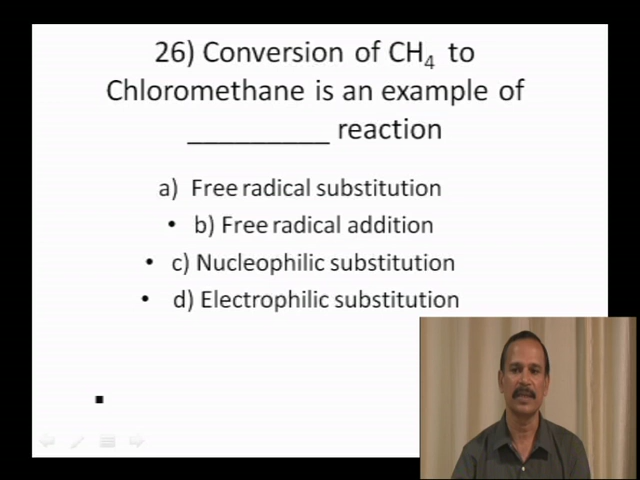 26) Conversion of CH₄ to
Chloromethane is an example of
_________ reaction
a) Free radical substitution
• b) Free radical addition
• c) Nucleophilic substitution
• d) Electrophilic substitution